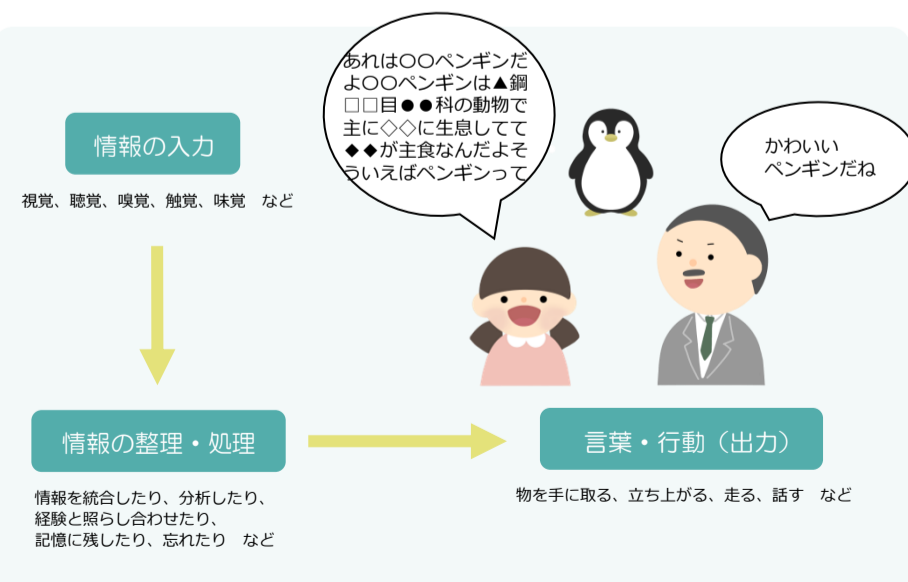 あれは〇〇ペンギンだ
よ〇〇ペンギンは▲鋼
□□目●●科の動物で
主に◇◇に生息してて
◆◆が主食なんだよそ
ういえばペンギンって
かわいい
ペンギンだね
情報の入力
視覚、聴覚、嗅覚、触覚、味覚　など
情報の整理・処理
情報を統合したり、分析したり、
経験と照らし合わせたり、
記憶に残したり、忘れたり　など
言葉・行動（出力）
物を手に取る、立ち上がる、走る、話す　など